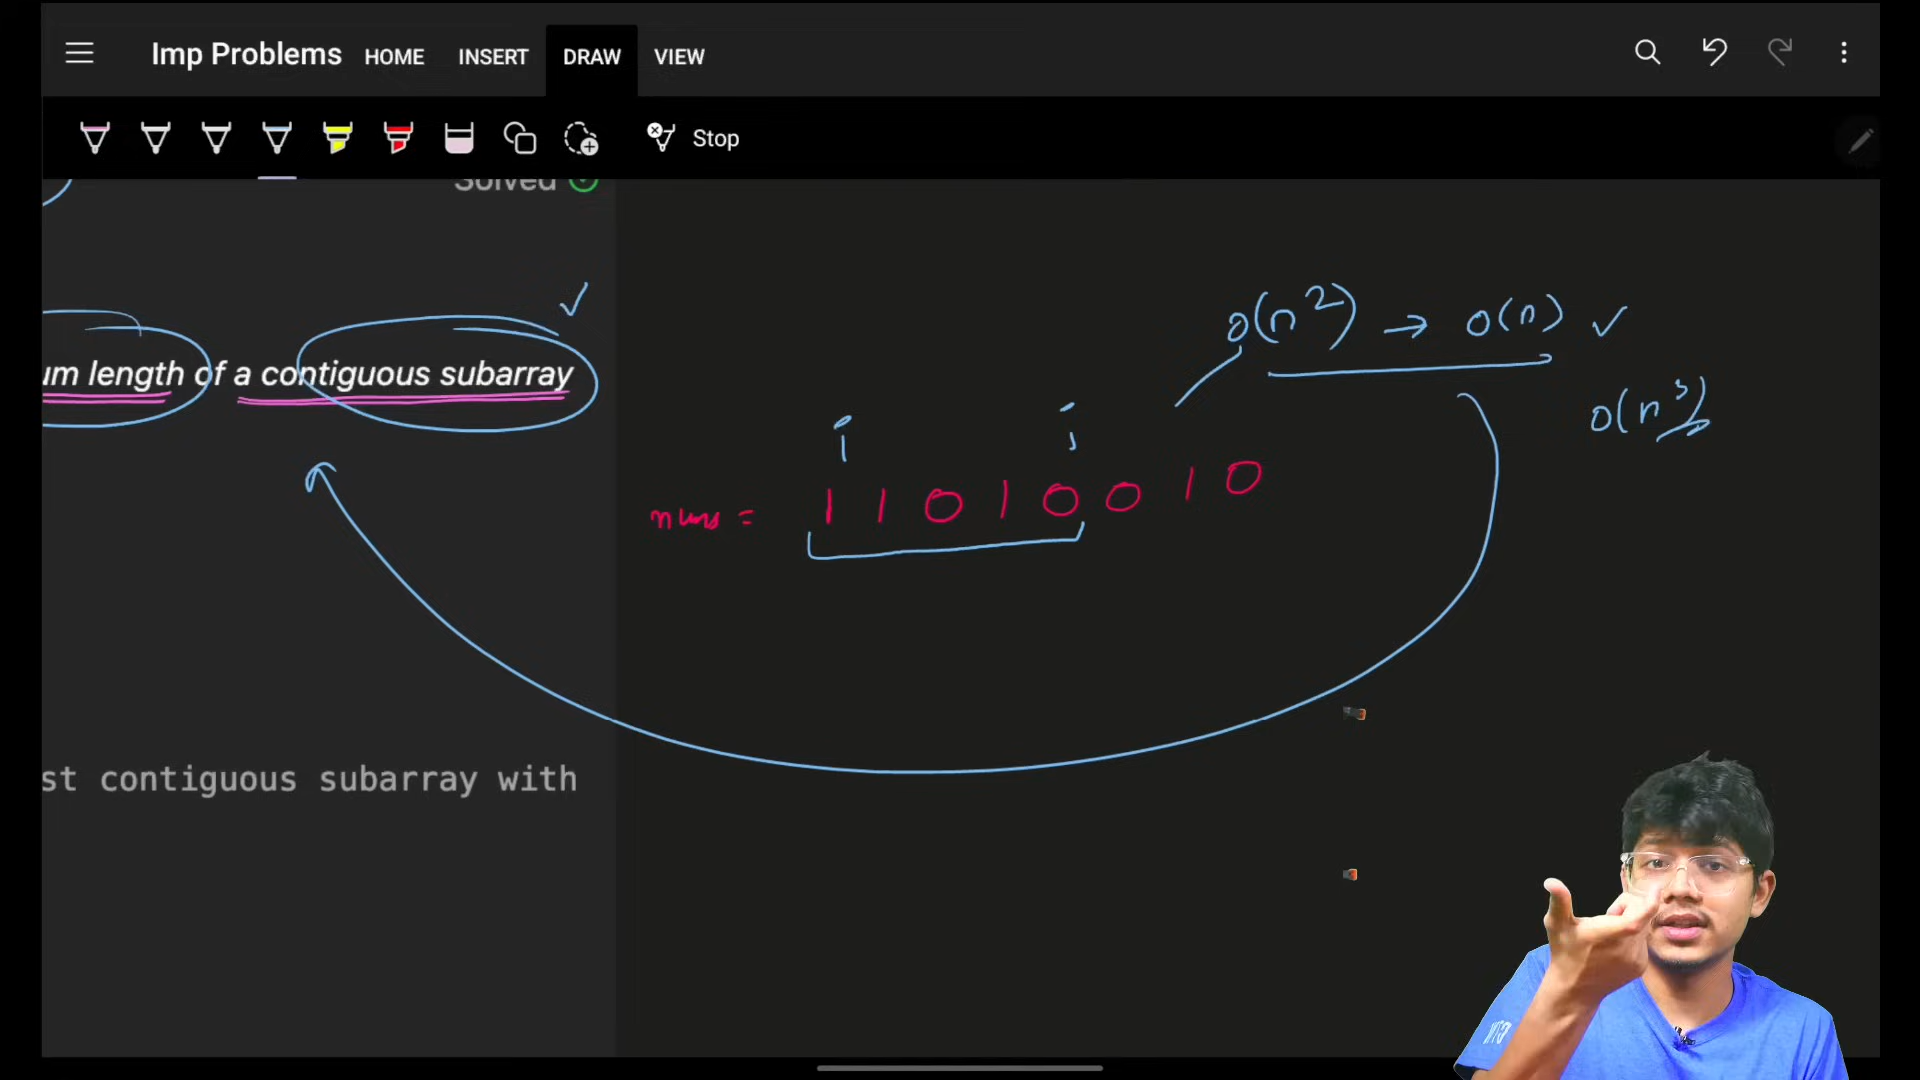 Imp Problems HOME INSERT DRAW VIEW
Stop
Solved
O(n²) → O(n) ✓
um length of a contiguous subarray
O(n³)
i i
nums = 1 1 0 1 0 0 1 0
st contiguous subarray with